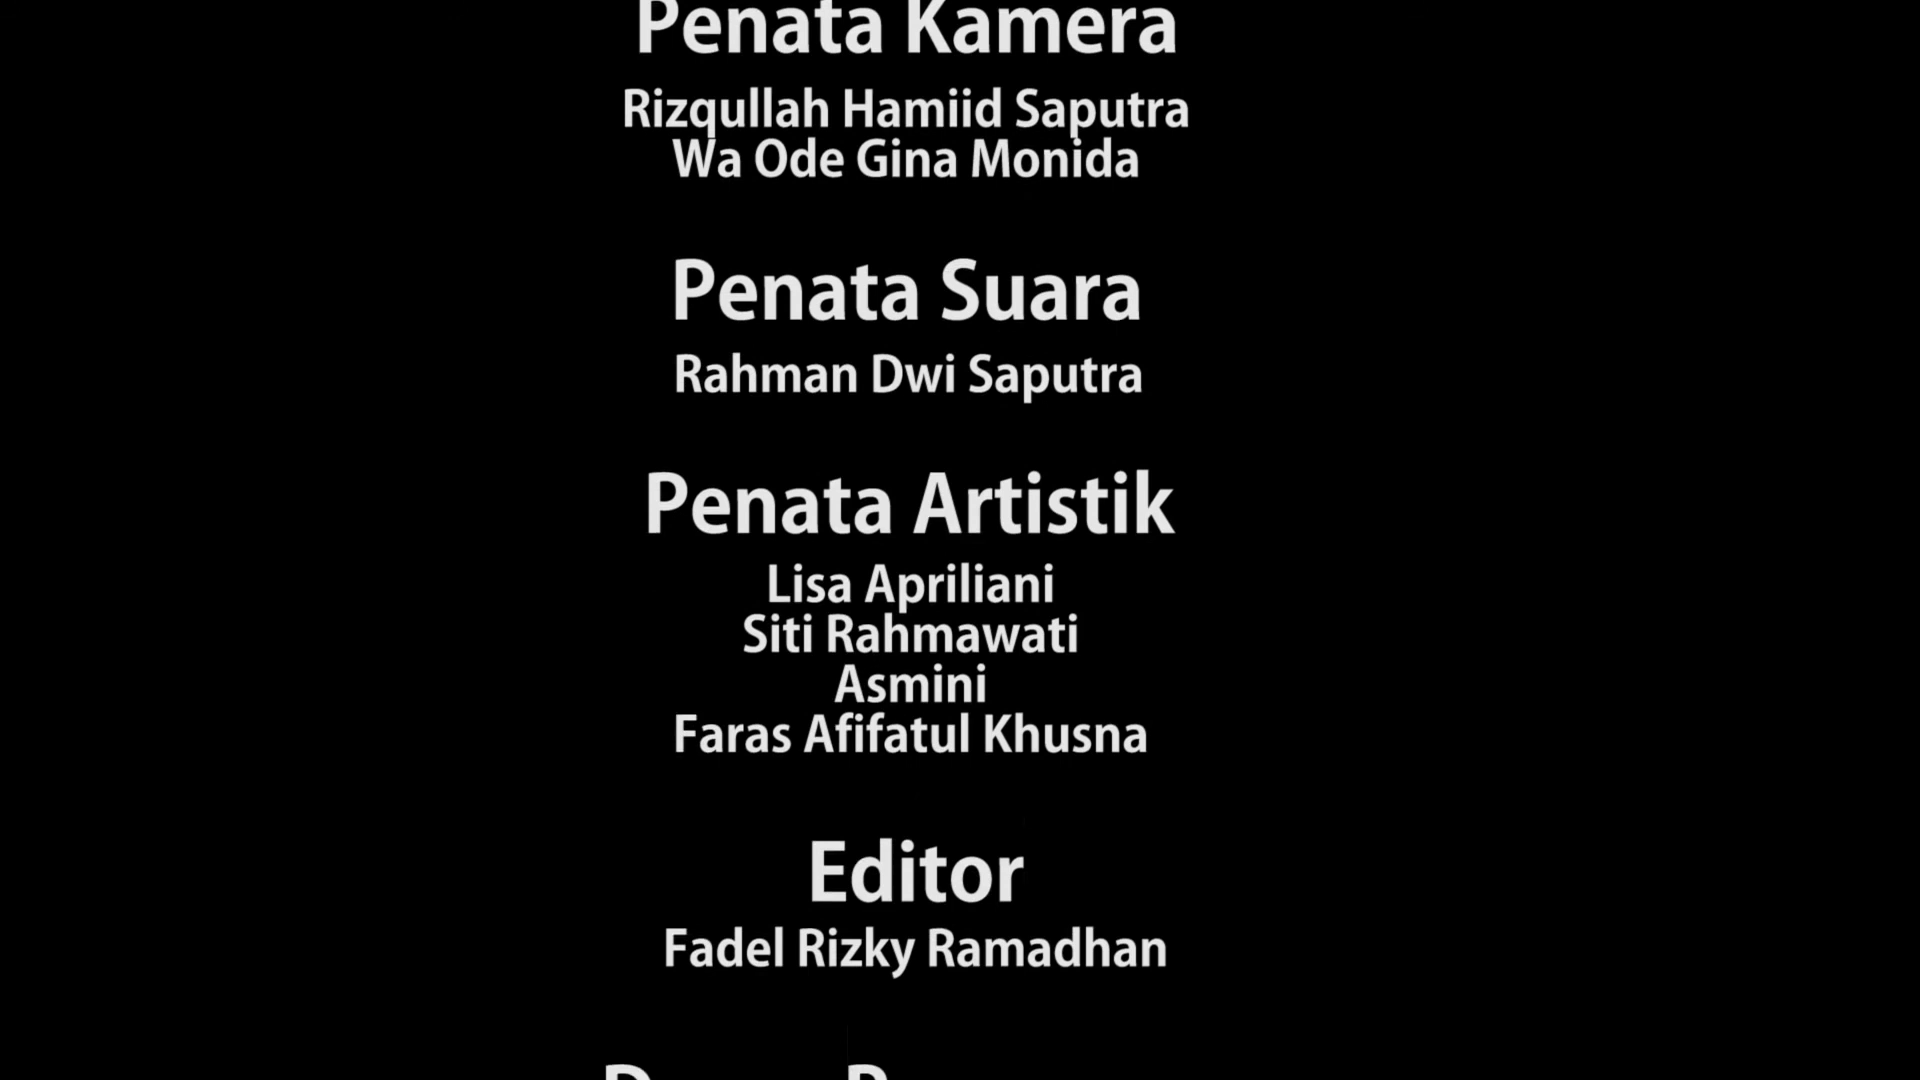 Penata Kamera
Rizqullah Hamiid Saputra
Wa Ode Gina Monida
Penata Suara
Rahman Dwi Saputra
Penata Artistik
Lisa Apriliani
Siti Rahmawati
Asmini
Faras Afifatul Khusna
Editor
Fadel Rizky Ramadhan